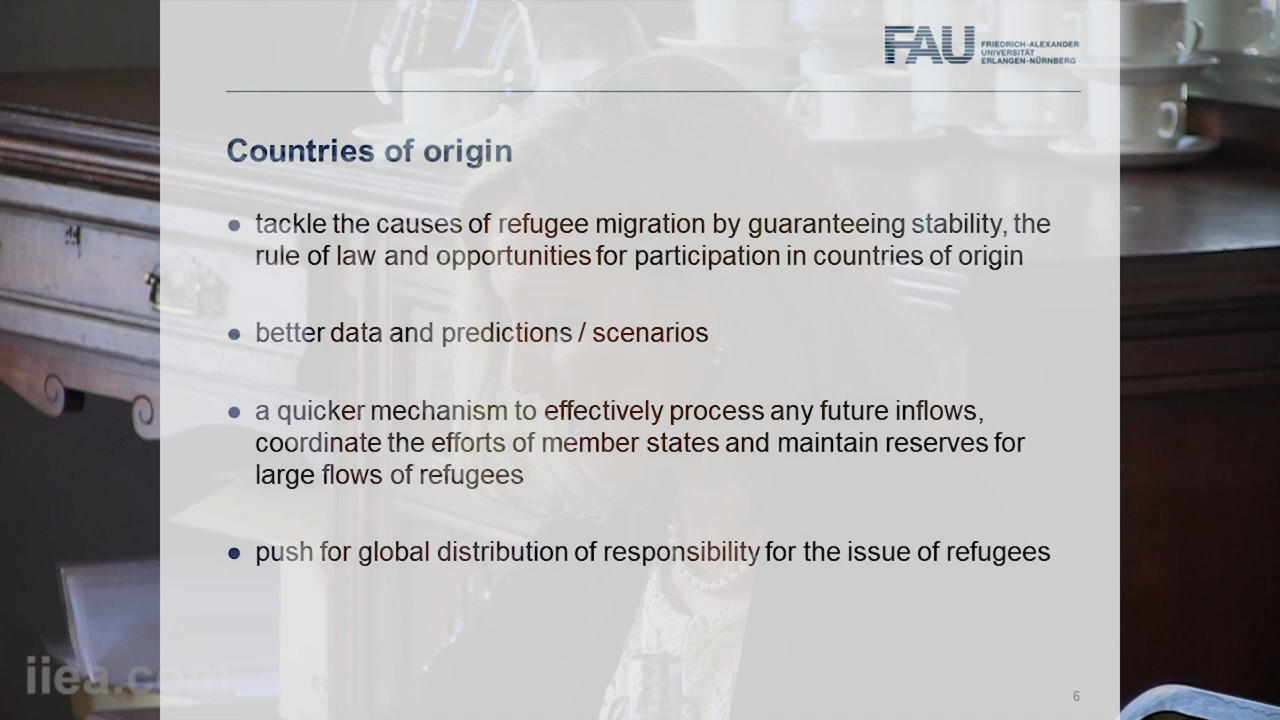 FAU FRIEDRICH-ALEXANDER
UNIVERSITÄT
ERLANGEN-NÜRNBERG
Countries of origin
● tackle the causes of refugee migration by guaranteeing stability, the
rule of law and opportunities for participation in countries of origin
● better data and predictions / scenarios
● a quicker mechanism to effectively process any future inflows,
coordinate the efforts of member states and maintain reserves for
large flows of refugees
● push for global distribution of responsibility for the issue of refugees
iiea.com
6